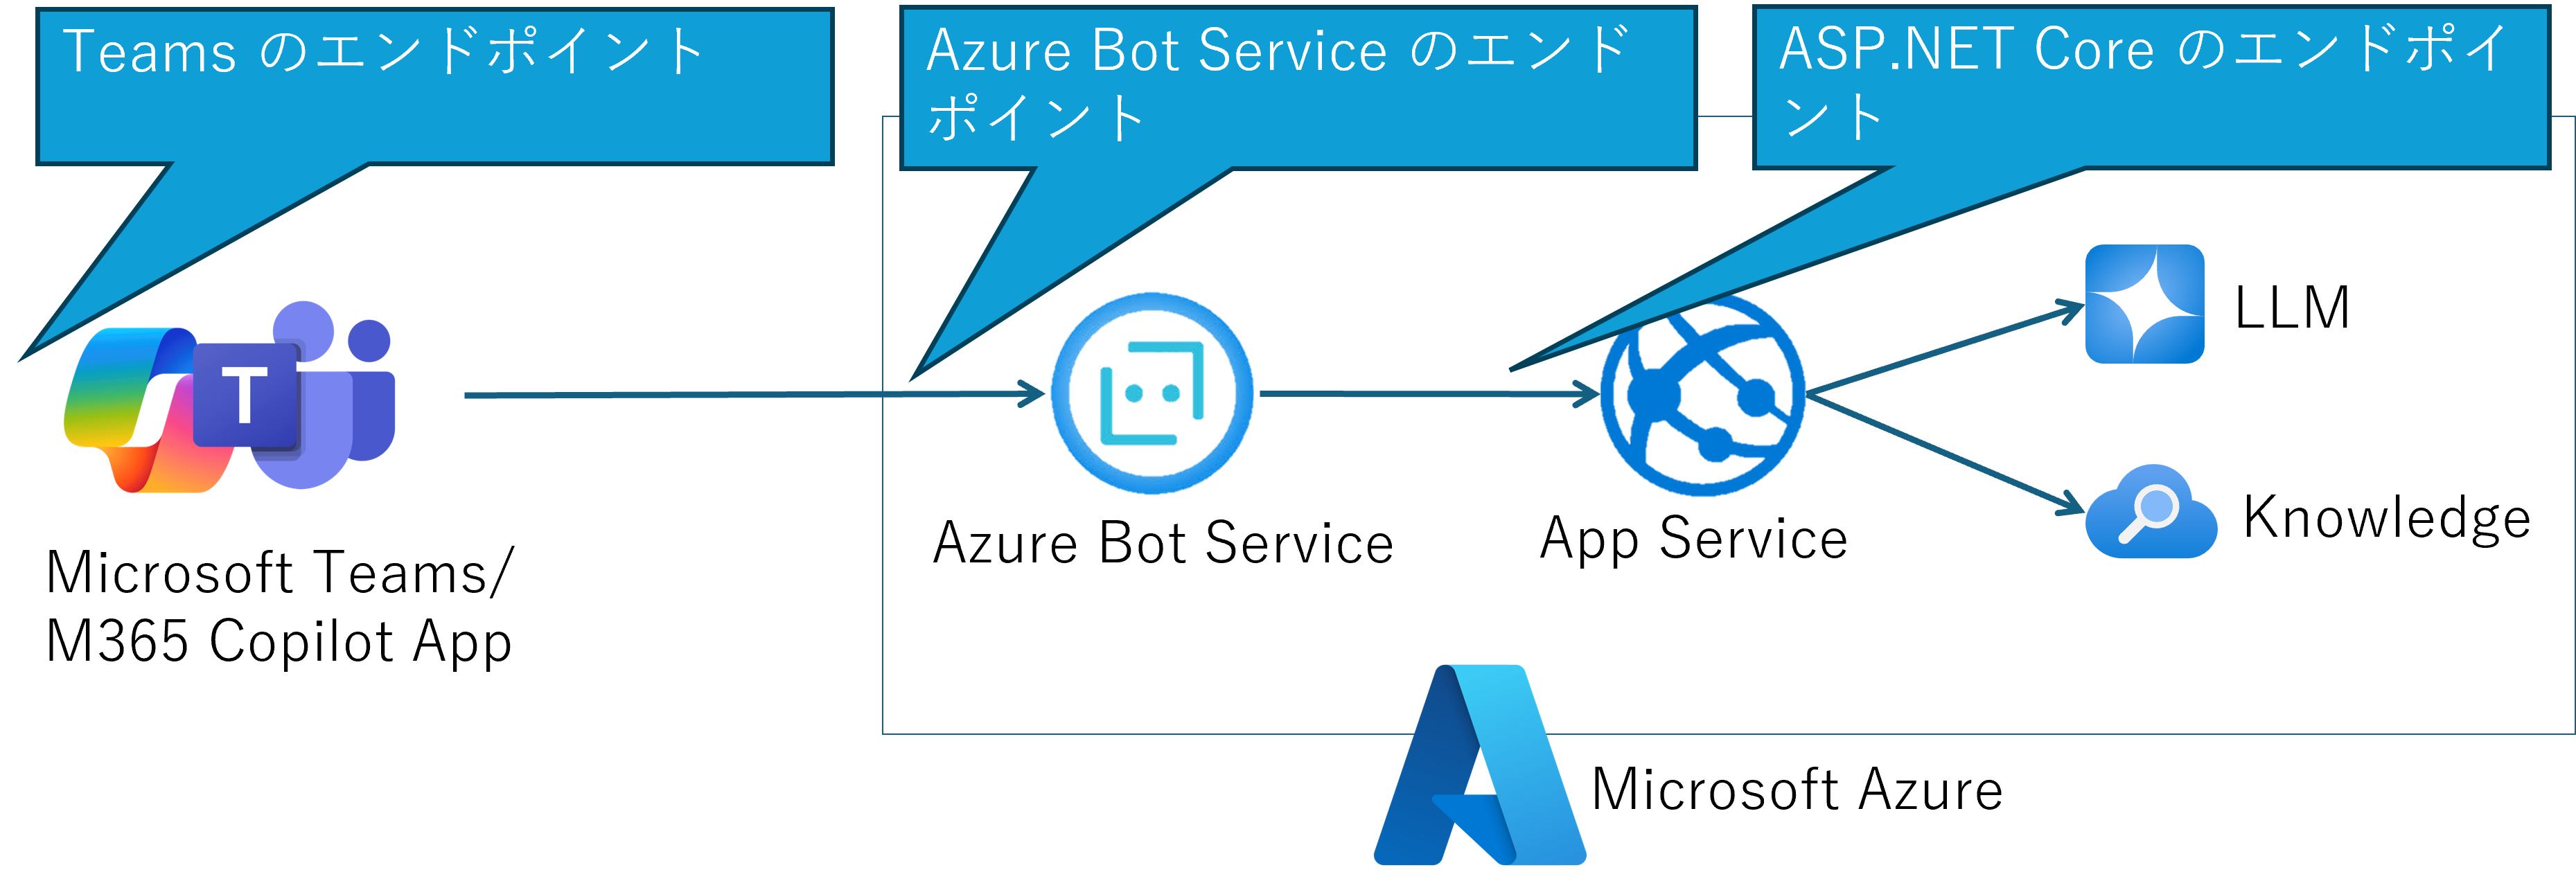 Teams のエンドポイント
Azure Bot Service のエンド
ポイント
ASP.NET Core のエンドポイ
ント
T
LLM
Knowledge
Azure Bot Service
App Service
Microsoft Teams/
M365 Copilot App
Microsoft Azure